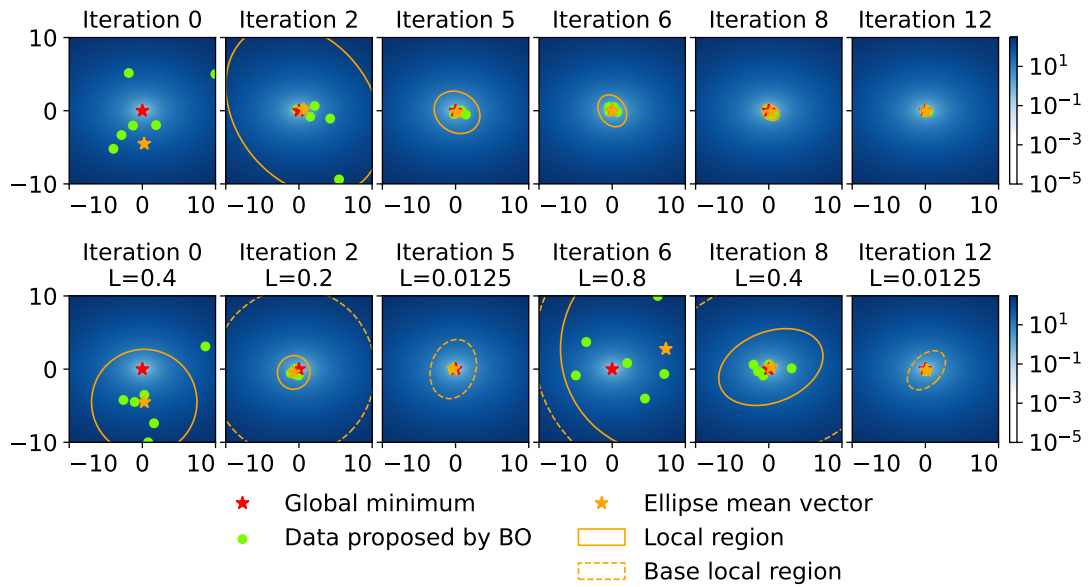 Iteration 0 Iteration 2 Iteration 5 Iteration 6 Iteration 8 Iteration 12
10
0
−10
−10 0 10 −10 0 10 −10 0 10 −10 0 10 −10 0 10 −10 0 10
10¹
10⁻¹
10⁻³
10⁻⁵
Iteration 0 Iteration 2 Iteration 5 Iteration 6 Iteration 8 Iteration 12
L=0.4 L=0.2 L=0.0125 L=0.8 L=0.4 L=0.0125
10
0
−10
−10 0 10 −10 0 10 −10 0 10 −10 0 10 −10 0 10 −10 0 10
10¹
10⁻¹
10⁻³
10⁻⁵
Global minimum
Data proposed by BO
Ellipse mean vector
Local region
Base local region